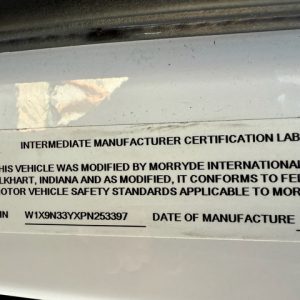 INTERMEDIATE MANUFACTURER CERTIFICATION LAB
HIS VEHICLE WAS MODIFIED BY MORRYDE INTERNATIONAL
LKHART, INDIANA AND AS MODIFIED, IT CONFORMS TO FED
OTOR VEHICLE SAFETY STANDARDS APPLICABLE TO MOR
IN W1X9N33YXPN253397 DATE OF MANUFACTURE